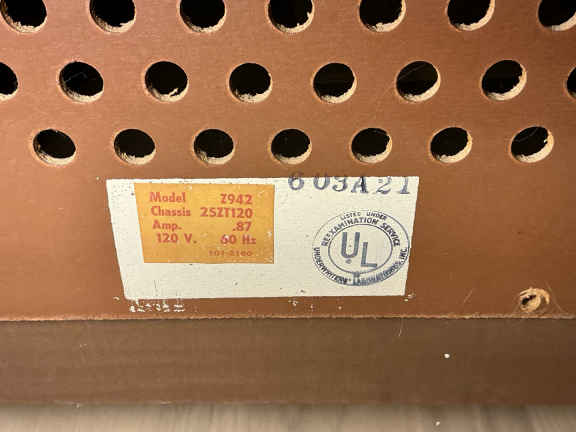 603A21
Model Z942
Chassis 25ZT120
Amp. .87
120 V. 60 Hz
LISTED UNDER
REEXAMINATION SERVICE
UL
UNDERWRITERS' LABORATORIES, INC.